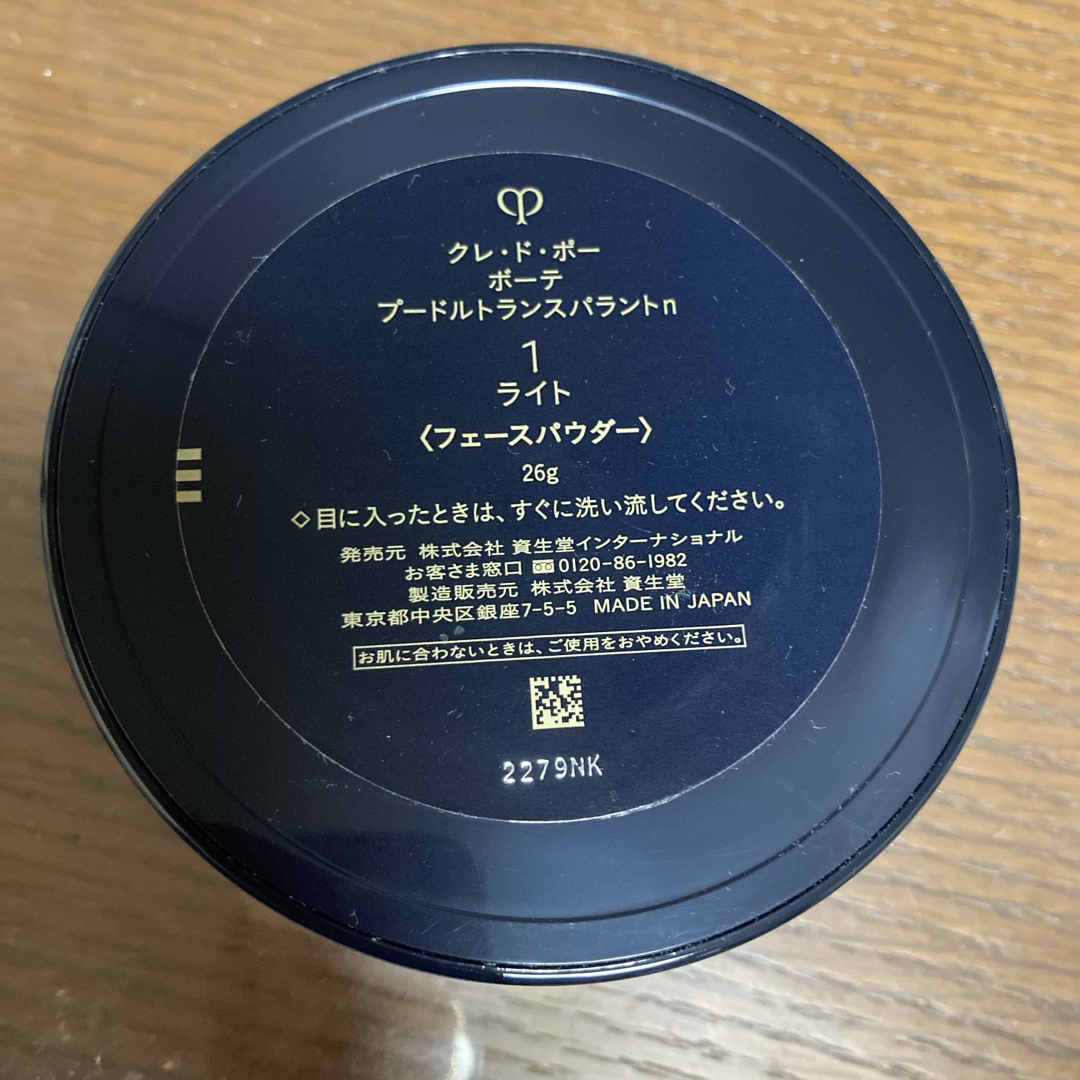 クレ・ド・ポー
ボーテ
プードルトランスパラントn
1
ライト
〈フェースパウダー〉
26g
◇目に入ったときは、すぐに洗い流してください。
発売元 株式会社 資生堂インターナショナル
お客さま窓口 0120-86-1982
製造販売元 株式会社 資生堂
東京都中央区銀座7-5-5 MADE IN JAPAN
お肌に合わないときは、ご使用をおやめください。
2279NK